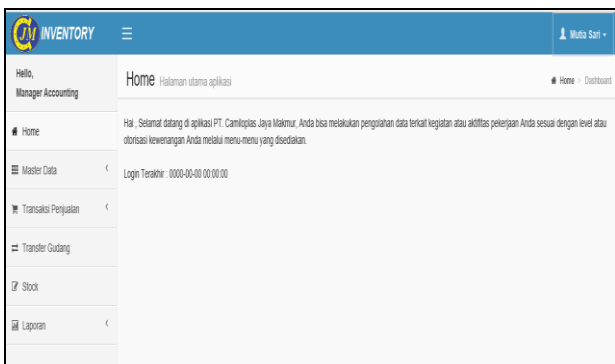 CJM INVENTORY
Mutia Sari
Hello,
Manager Accounting
Home Halaman utama aplikasi
Home > Dashboard
Home
Master Data
Transaksi Penjualan
Transfer Gudang
Stock
Laporan
Hai , Selamat datang di aplikasi PT. Camiloplas Jaya Makmur, Anda bisa melakukan pengolahan data terkait kegiatan atau aktifitas pekerjaan Anda sesuai dengan level atau
otorisasi kewenangan Anda melalui menu-menu yang disediakan.
Login Terakhir : 0000-00-00 00:00:00